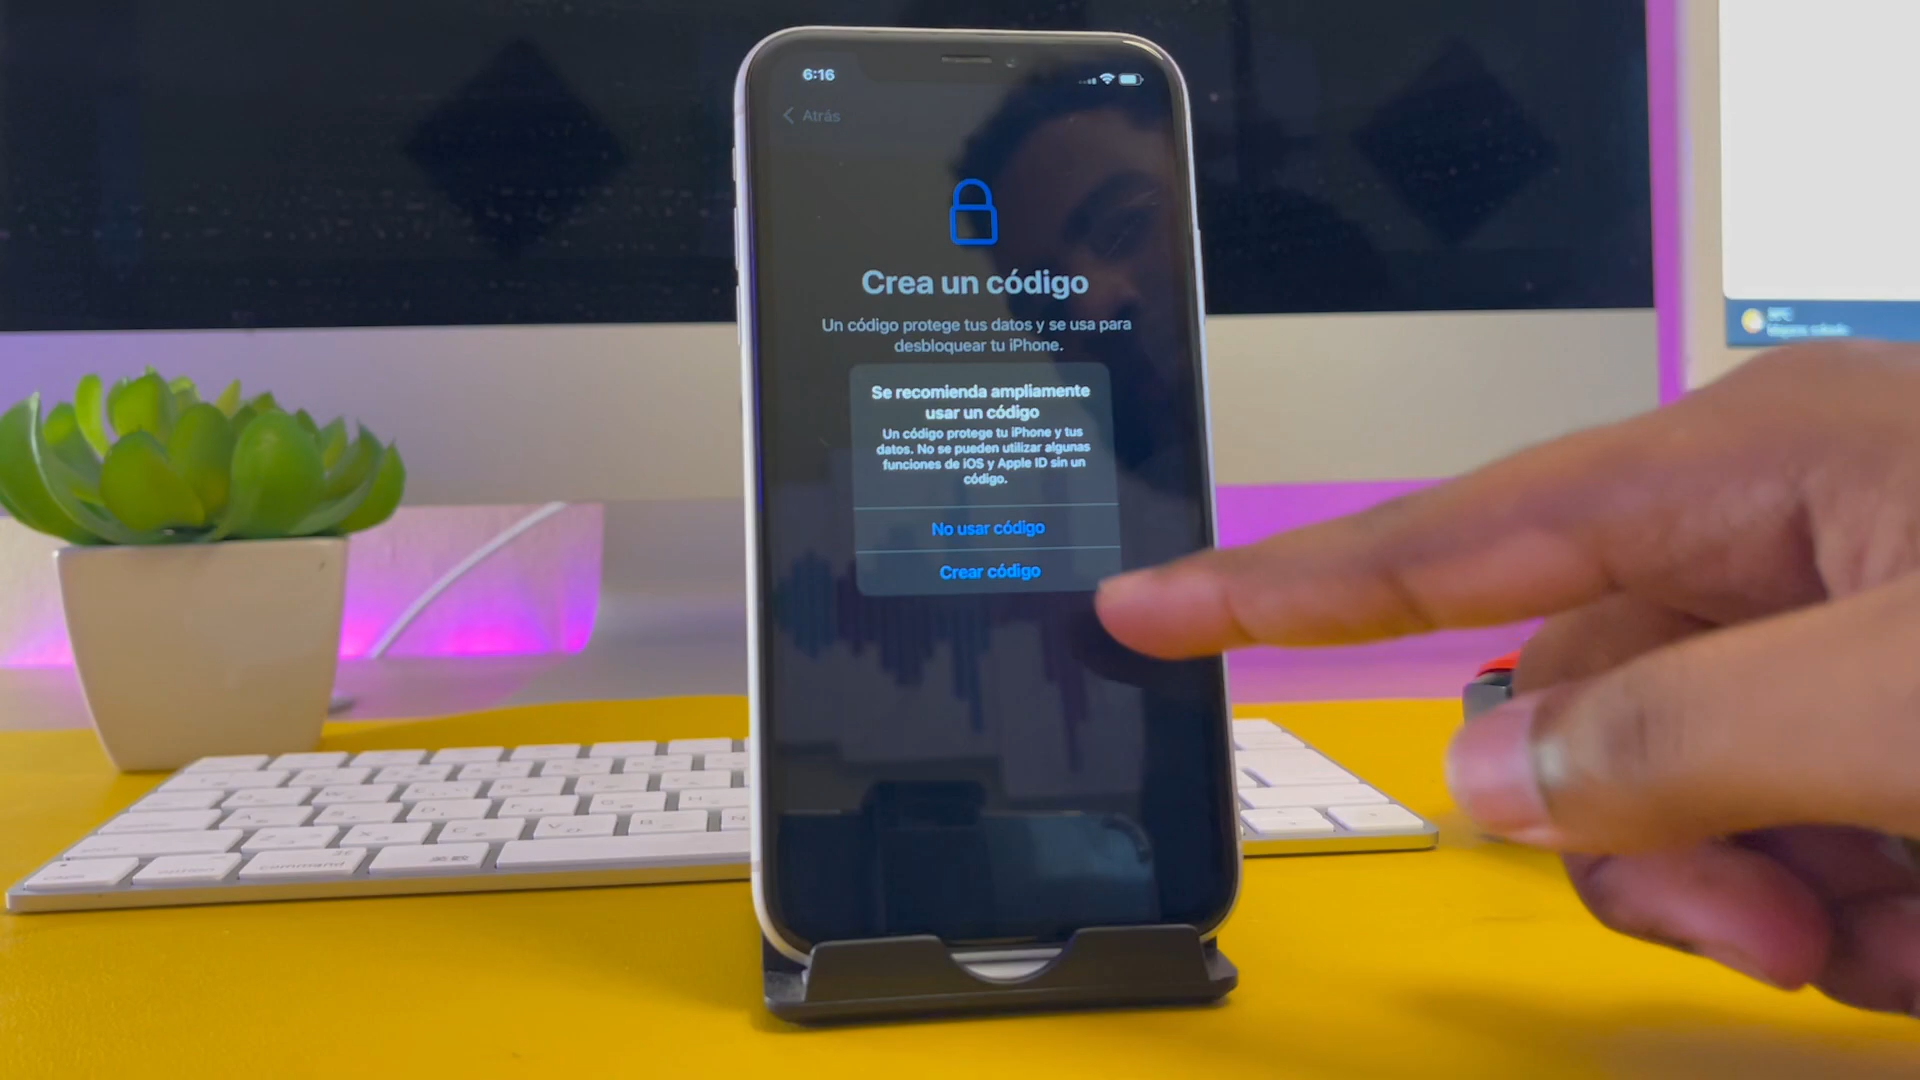 6:16
Atrás
Crea un código
Un código protege tus datos y se usa para
desbloquear tu iPhone.
Se recomienda ampliamente
usar un código
Un código protege tu iPhone y tus
datos. No se pueden utilizar algunas
funciones de iOS y Apple ID sin un
código.
No usar código
Crear código
command
option